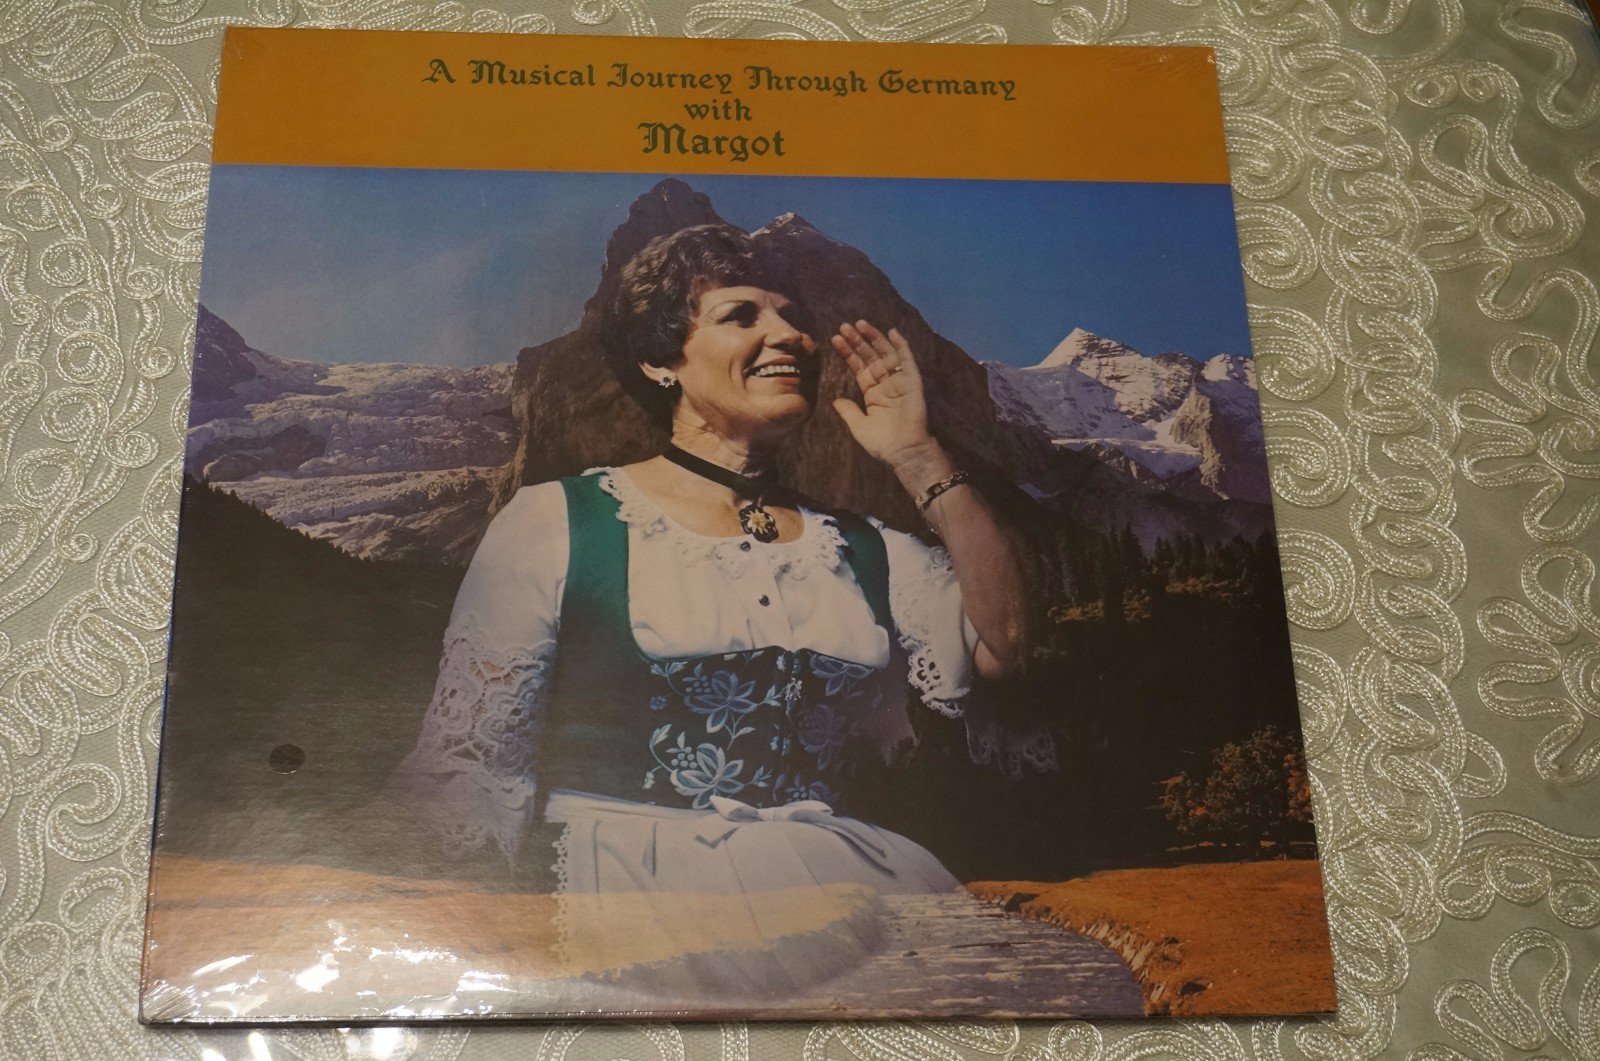 A Musical Journey Through Germany
with
Margot